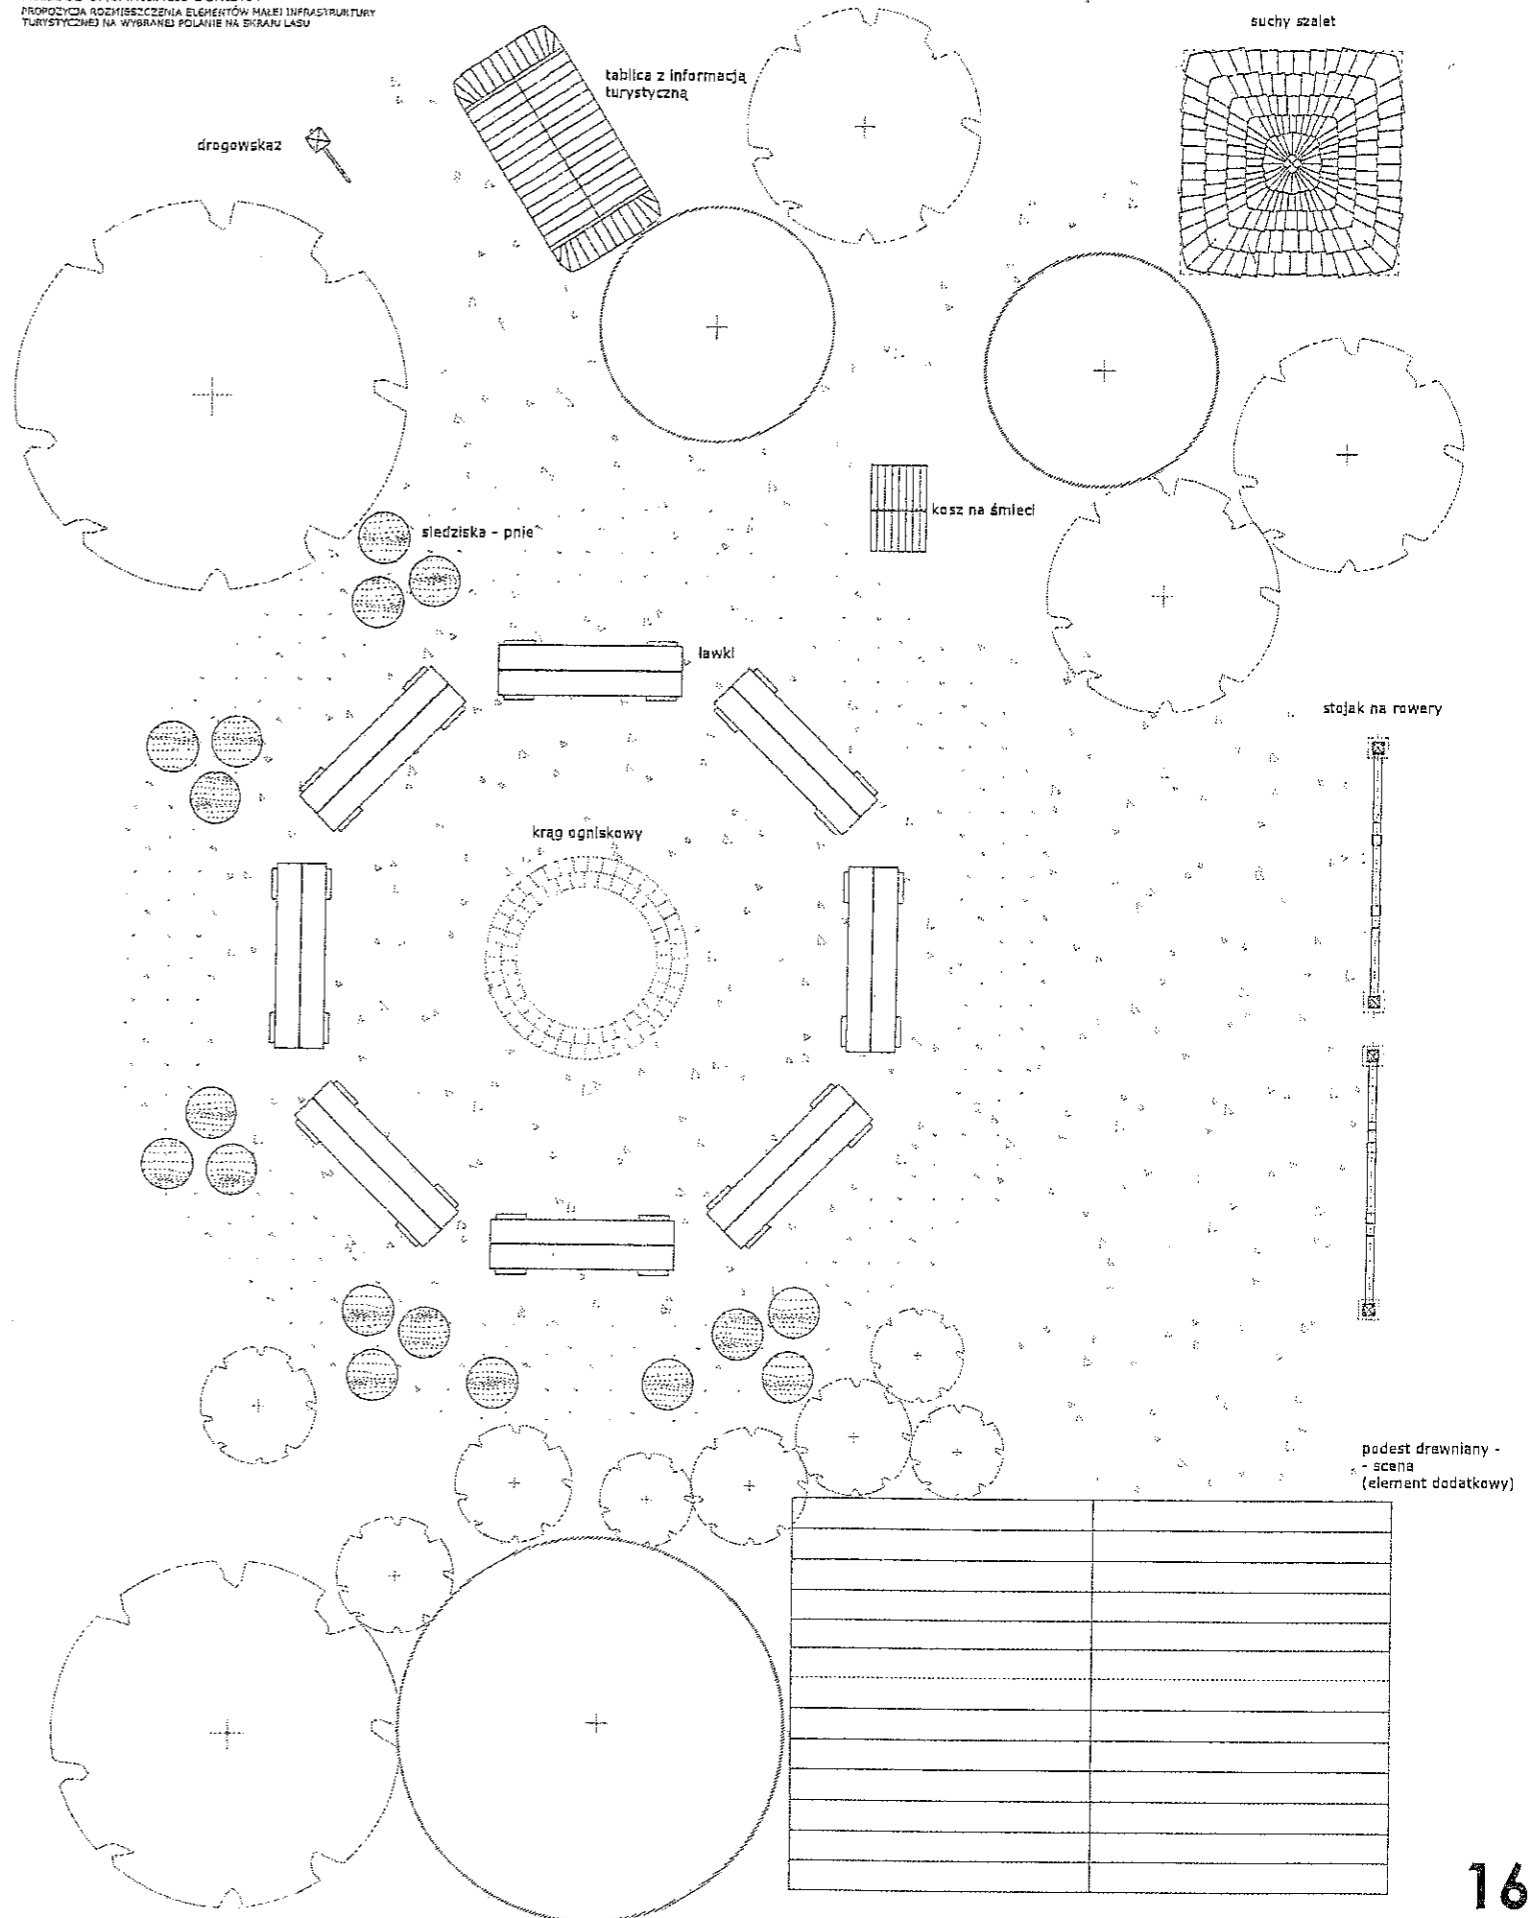 PROPOZYCJA ROZMIESZCZENIA ELEMENTÓW MAŁEJ INFRASTRUKTURY
TURYSTYCZNEJ NA WYBRANEJ POLANIE NA SKRAJU LASU
suchy szalet
tablica z informacją
turystyczną
drogowskaz
kosz na śmieci
siedziska - pnie
ławki
stojak na rowery
krąg ogniskowy
podest drewniany -
- scena
(element dodatkowy)
16